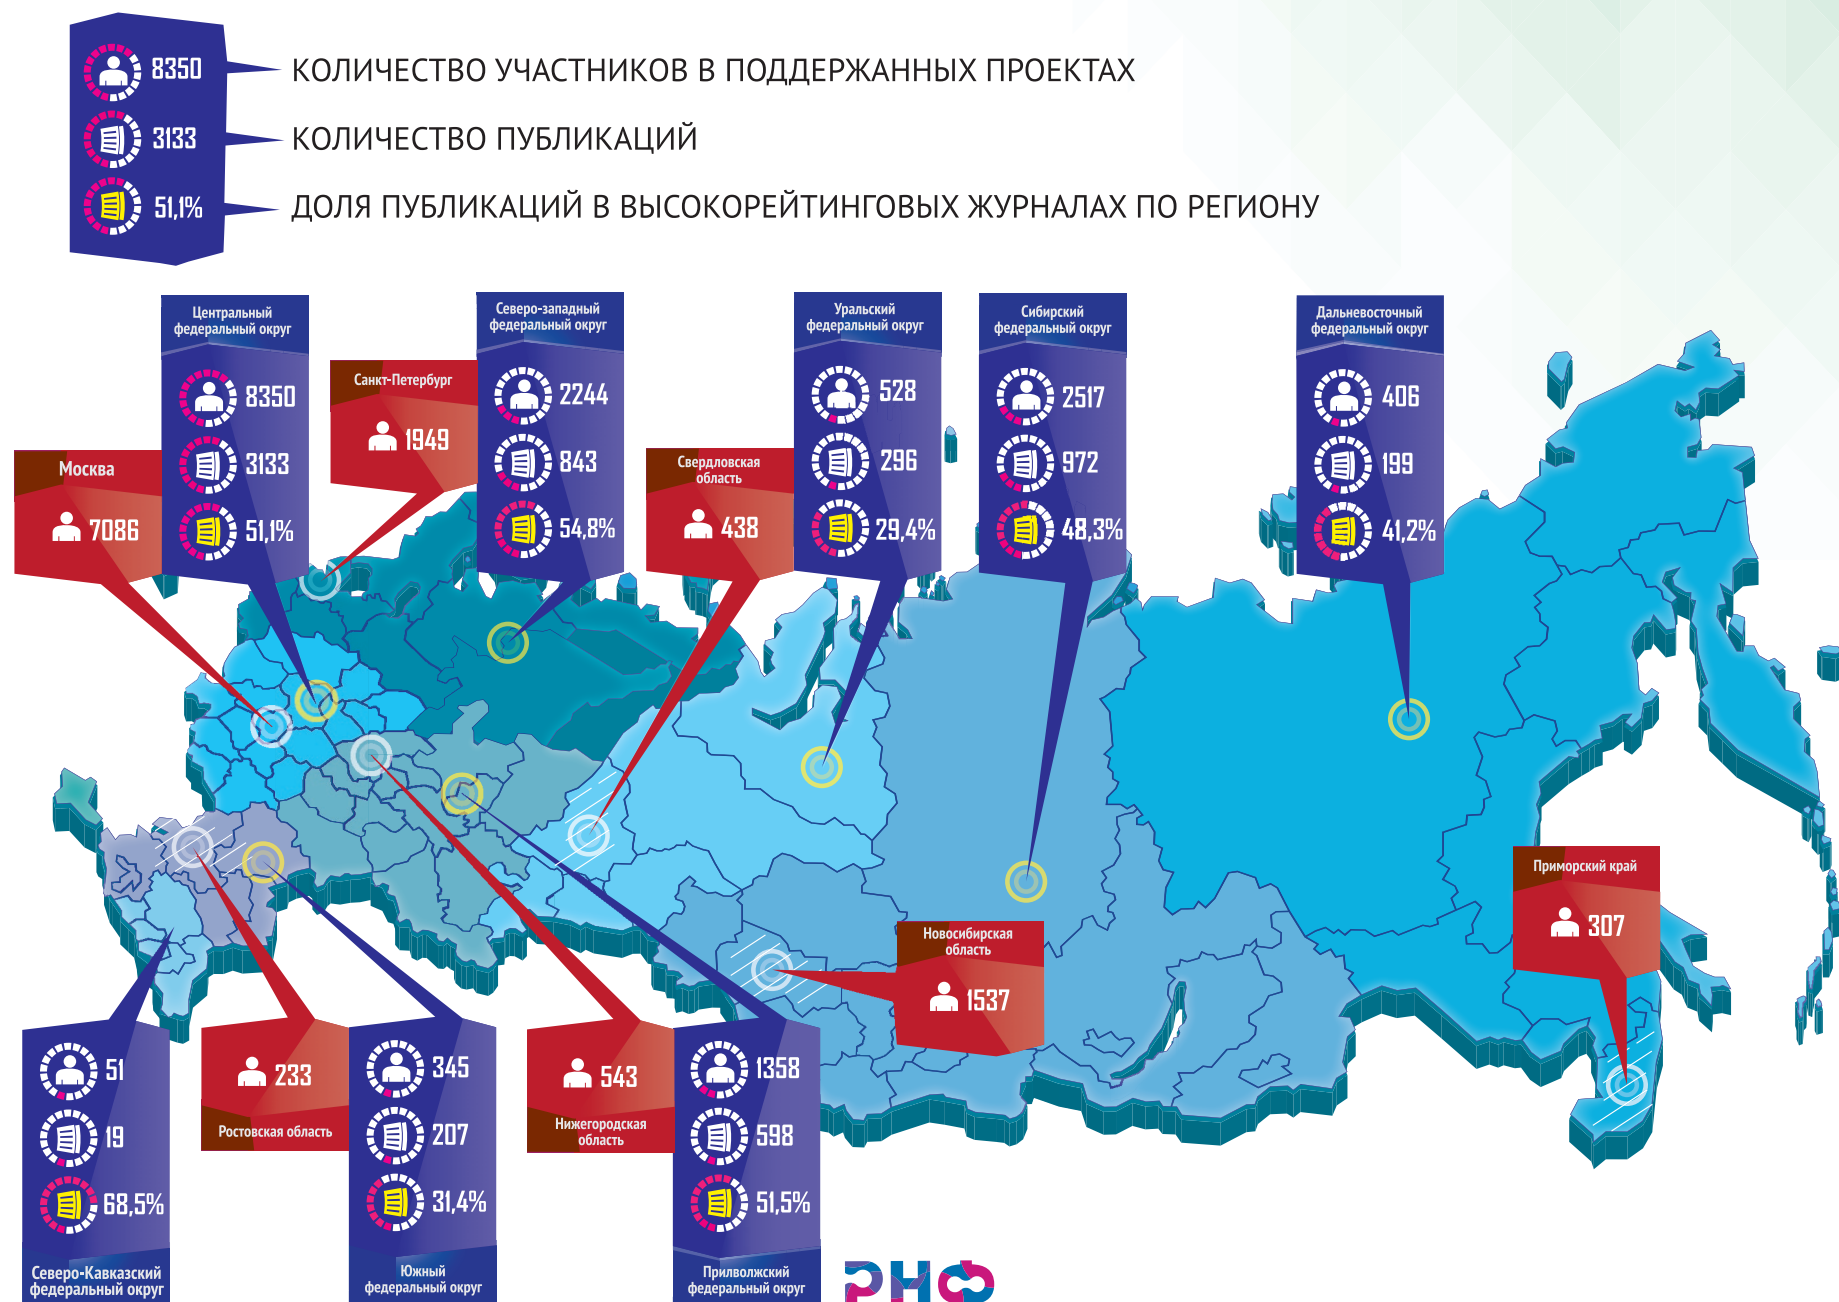 8350
КОЛИЧЕСТВО УЧАСТНИКОВ В ПОДДЕРЖАННЫХ ПРОЕКТАХ
3133
КОЛИЧЕСТВО ПУБЛИКАЦИЙ
51,1%
ДОЛЯ ПУБЛИКАЦИЙ В ВЫСОКОРЕЙТИНГОВЫХ ЖУРНАЛАХ ПО РЕГИОНУ
Москва
7086
Центральный
федеральный округ
8350
3133
51,1%
Санкт-Петербург
1949
Северо-западный
федеральный округ
2244
843
54,8%
Свердловская
область
438
Уральский
федеральный округ
528
296
29,4%
Сибирский
федеральный округ
2517
972
48,3%
Дальневосточный
федеральный округ
406
199
41,2%
Приморский край
307
Новосибирская
область
1537
51
19
68,5%
Северо-Кавказский
федеральный округ
233
Ростовская область
345
207
31,4%
Южный
федеральный округ
543
Нижегородская
область
1358
598
51,5%
Прилволжский
федеральный округ
РНФ